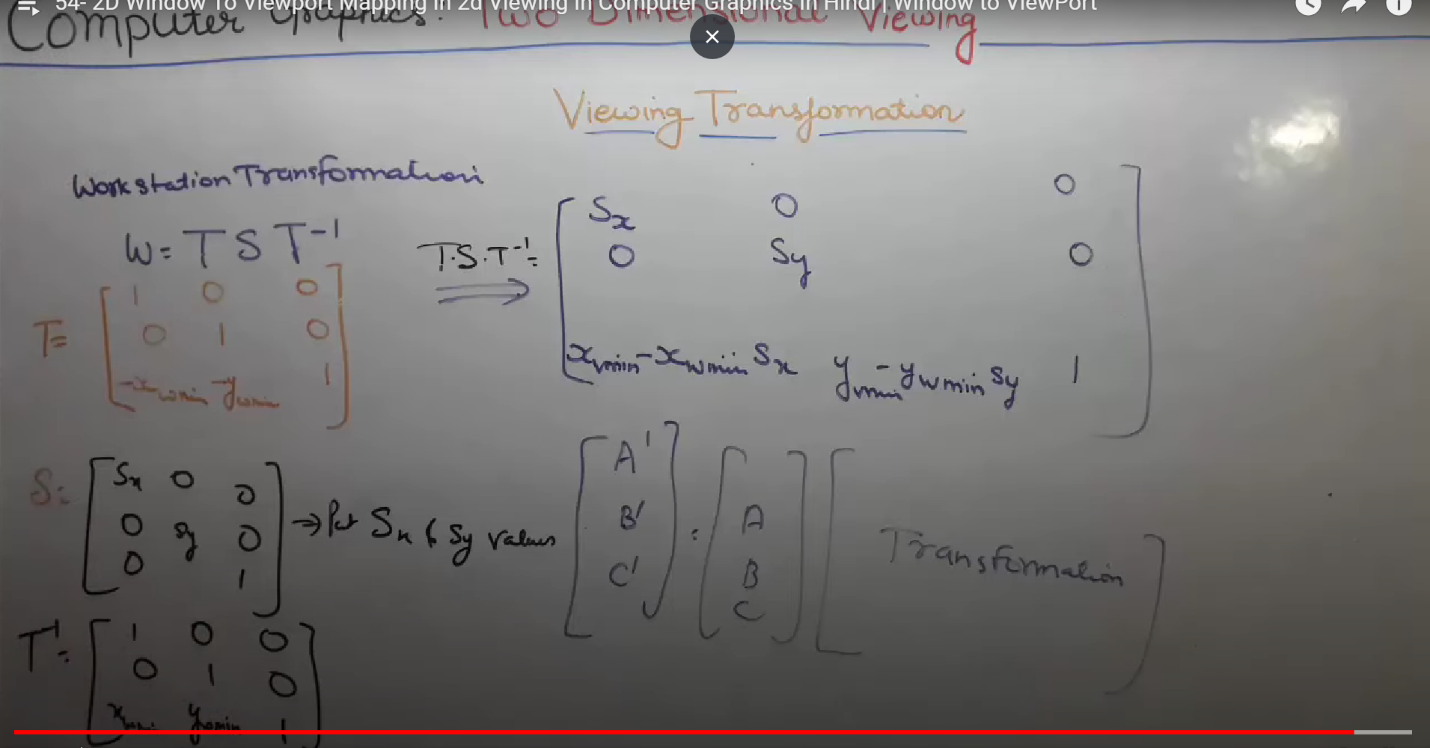 54- 2D Window To Viewport Mapping In 2d Viewing In Computer Graphics In Hindi | Window to ViewPort
Computer Graphics: Two Dimensional Viewing
Viewing Transformation
Workstation Transformation
W = T S T⁻¹
T = [ 1 0 0
0 1 0
-xwmin -ywmin 1 ]
T.S.T⁻¹ = [ Sx 0 0
0 Sy 0
xvmin - xwmin Sx yvmin - ywmin Sy 1 ]
S = [ Sx 0 0
0 Sy 0
0 1 ] → Put Sx & Sy values
[ A' B' C' ] = [ A B C ] [ Transformation ]
T⁻¹ = [ 1 0 0
0 1 0
1 ]